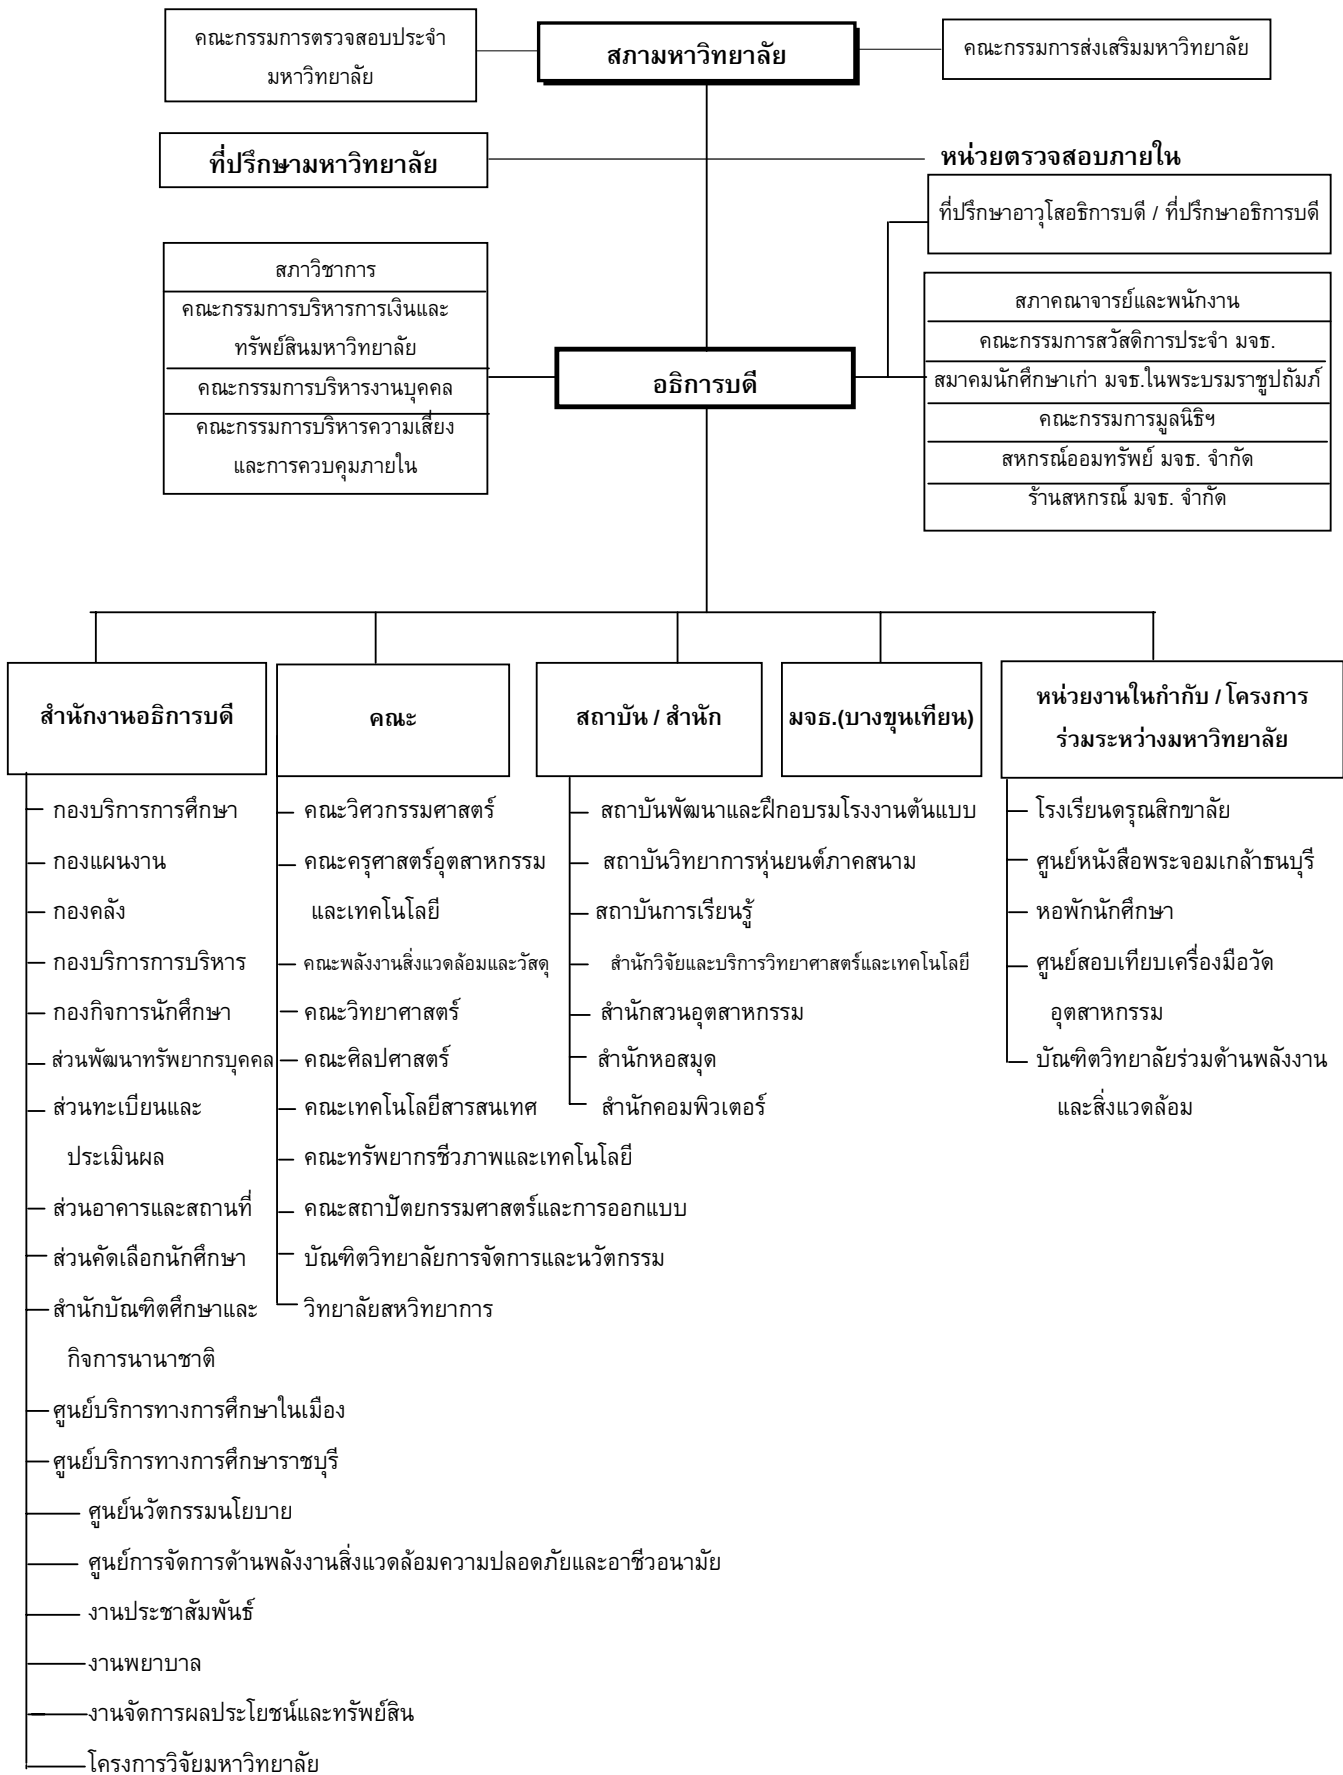 คณะกรรมการตรวจสอบประจำ
มหาวิทยาลัย
สภามหาวิทยาลัย
คณะกรรมการส่งเสริมมหาวิทยาลัย
ที่ปรึกษามหาวิทยาลัย
หน่วยตรวจสอบภายใน
ที่ปรึกษาอาวุโสอธิการบดี / ที่ปรึกษาอธิการบดี
สภาวิชาการ
คณะกรรมการบริหารการเงินและ
ทรัพย์สินมหาวิทยาลัย
คณะกรรมการบริหารงานบุคคล
คณะกรรมการบริหารความเสี่ยง
และการควบคุมภายใน
อธิการบดี
สภาคณาจารย์และพนักงาน
คณะกรรมการสวัสดิการประจำ มจธ.
สมาคมนักศึกษาเก่า มจธ.ในพระบรมราชูปถัมภ์
คณะกรรมการมูลนิธิฯ
สหกรณ์ออมทรัพย์ มจธ. จำกัด
ร้านสหกรณ์ มจธ. จำกัด
สำนักงานอธิการบดี
กองบริการการศึกษา
กองแผนงาน
กองคลัง
กองบริการการบริหาร
กองกิจการนักศึกษา
ส่วนพัฒนาทรัพยากรบุคคล
ส่วนทะเบียนและ
ประเมินผล
ส่วนอาคารและสถานที่
ส่วนคัดเลือกนักศึกษา
สำนักบัณฑิตศึกษาและ
กิจการนานาชาติ
ศูนย์บริการทางการศึกษาในเมือง
ศูนย์บริการทางการศึกษาราชบุรี
ศูนย์นวัตกรรมนโยบาย
ศูนย์การจัดการด้านพลังงานสิ่งแวดล้อมความปลอดภัยและอาชีวอนามัย
งานประชาสัมพันธ์
งานพยาบาล
งานจัดการผลประโยชน์และทรัพย์สิน
โครงการวิจัยมหาวิทยาลัย
คณะ
คณะวิศวกรรมศาสตร์
คณะครุศาสตร์อุตสาหกรรม
และเทคโนโลยี
คณะพลังงานสิ่งแวดล้อมและวัสดุ
คณะวิทยาศาสตร์
คณะศิลปศาสตร์
คณะเทคโนโลยีสารสนเทศ
คณะทรัพยากรชีวภาพและเทคโนโลยี
คณะสถาปัตยกรรมศาสตร์และการออกแบบ
บัณฑิตวิทยาลัยการจัดการและนวัตกรรม
วิทยาลัยสหวิทยาการ
สถาบัน / สำนัก
สถาบันพัฒนาและฝึกอบรมโรงงานต้นแบบ
สถาบันวิทยาการหุ่นยนต์ภาคสนาม
สถาบันการเรียนรู้
สำนักวิจัยและบริการวิทยาศาสตร์และเทคโนโลยี
สำนักสวนอุตสาหกรรม
สำนักหอสมุด
สำนักคอมพิวเตอร์
มจธ.(บางขุนเทียน)
หน่วยงานในกำกับ / โครงการ
ร่วมระหว่างมหาวิทยาลัย
โรงเรียนดรุณสิกขาลัย
ศูนย์หนังสือพระจอมเกล้าธนบุรี
หอพักนักศึกษา
ศูนย์สอบเทียบเครื่องมือวัด
อุตสาหกรรม
บัณฑิตวิทยาลัยร่วมด้านพลังงาน
และสิ่งแวดล้อม